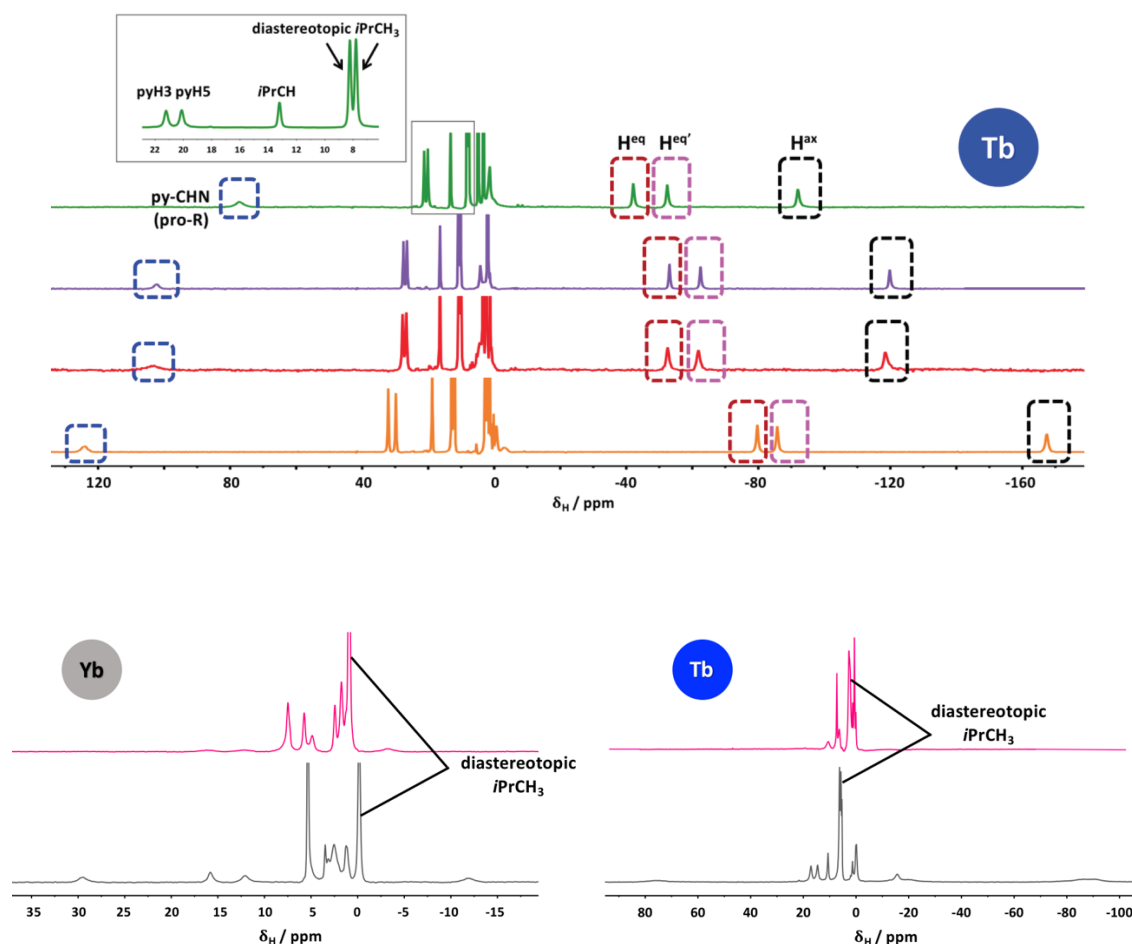 diastereotopic iPrCH3
pyH3 pyH5
iPrCH
22 20 18 16 14 12 10 8
Heq
Heq’
Hax
Tb
py-CHN
(pro-R)
120 80 40 0 -40 -80 -120 -160
δH / ppm
Yb
diastereotopic
iPrCH3
35 30 25 20 15 10 5 0 -5 -10 -15
δH / ppm
Tb
diastereotopic
iPrCH3
80 60 40 20 0 -20 -40 -60 -80 -100
δH / ppm